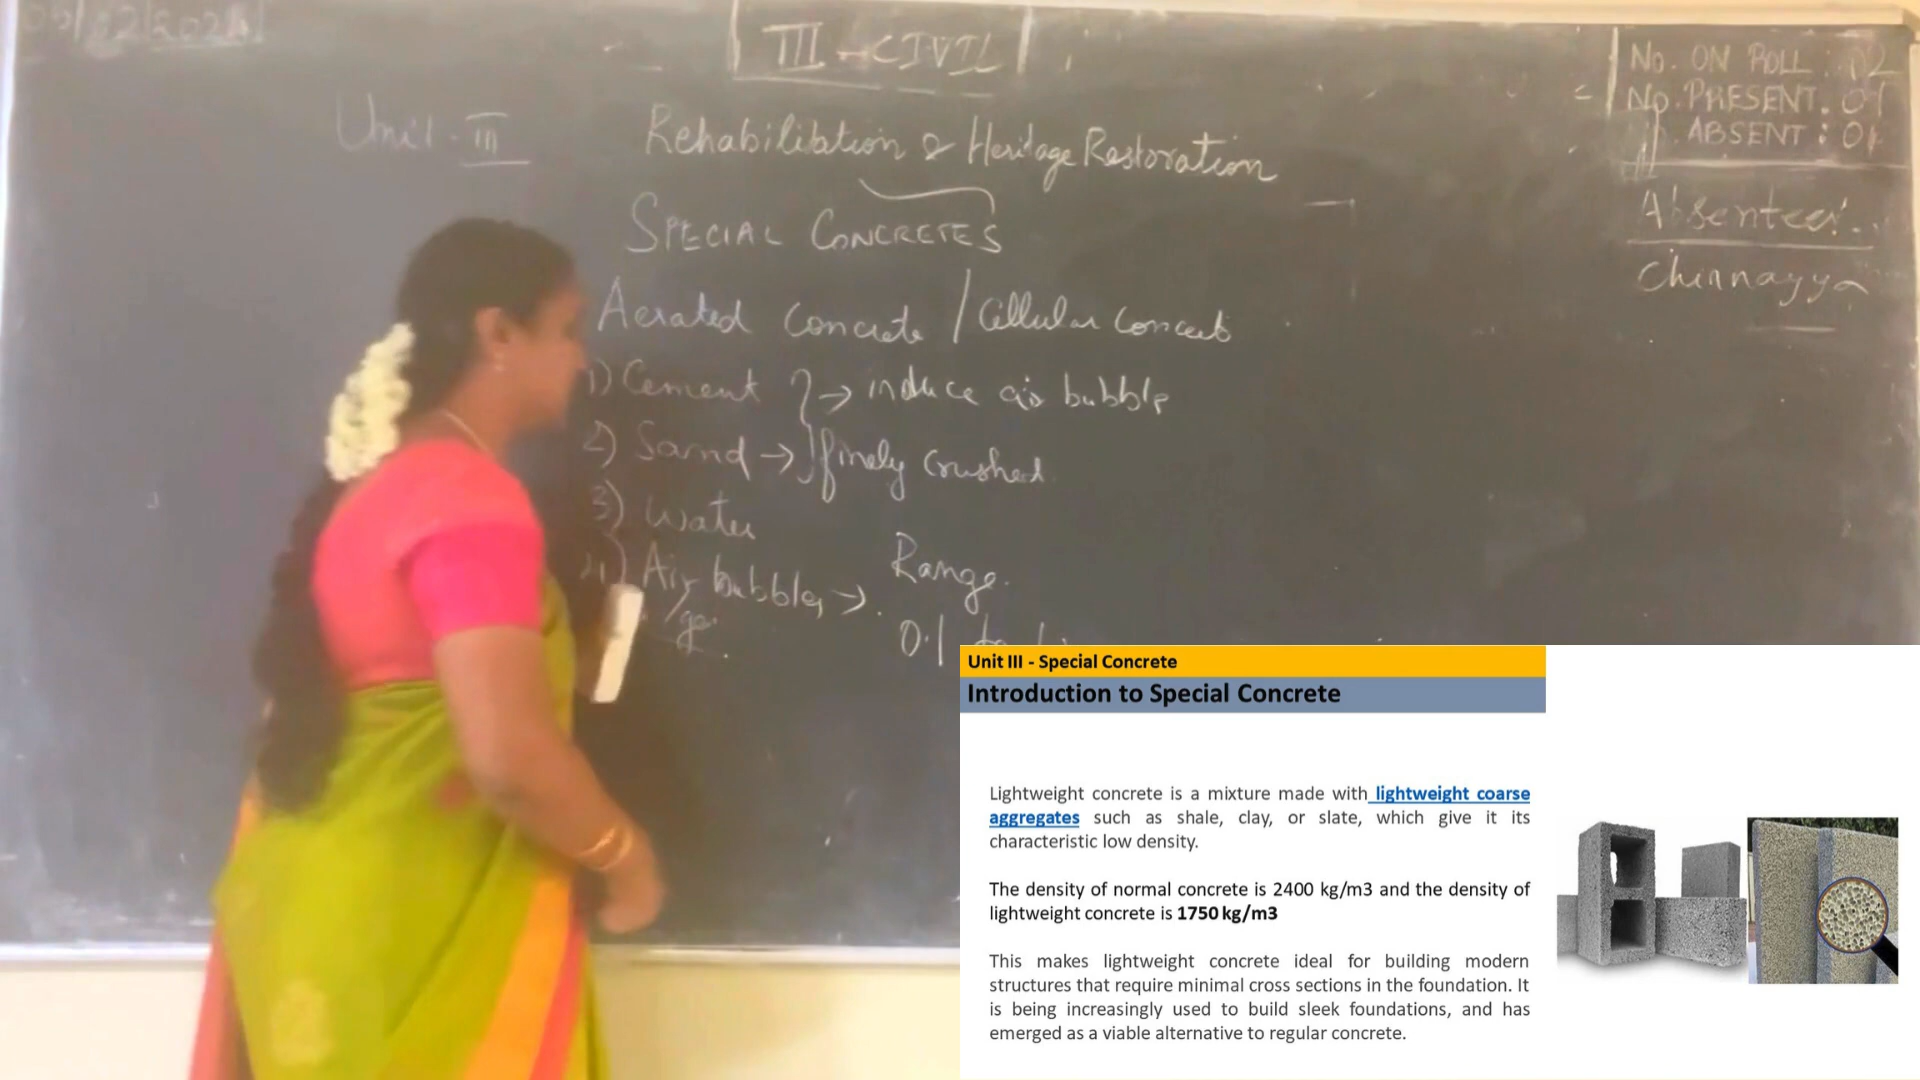 III - CIVIL
No. ON ROLL : 02
No. PRESENT. 01
ABSENT : 01
Absentees:
Chinnayya
Unit - III
Rehabilitation & Heritage Restoration
SPECIAL CONCRETES
Aerated Concrete / Cellular Concrete
1) Cement } → induce air bubble
2) Sand → finely crushed
3) Water
4) Air bubbles →
Range.
0.1 to
Unit III - Special Concrete
Introduction to Special Concrete
Lightweight concrete is a mixture made with lightweight coarse
aggregates such as shale, clay, or slate, which give it its
characteristic low density.
The density of normal concrete is 2400 kg/m3 and the density of
lightweight concrete is 1750 kg/m3
This makes lightweight concrete ideal for building modern
structures that require minimal cross sections in the foundation. It
is being increasingly used to build sleek foundations, and has
emerged as a viable alternative to regular concrete.